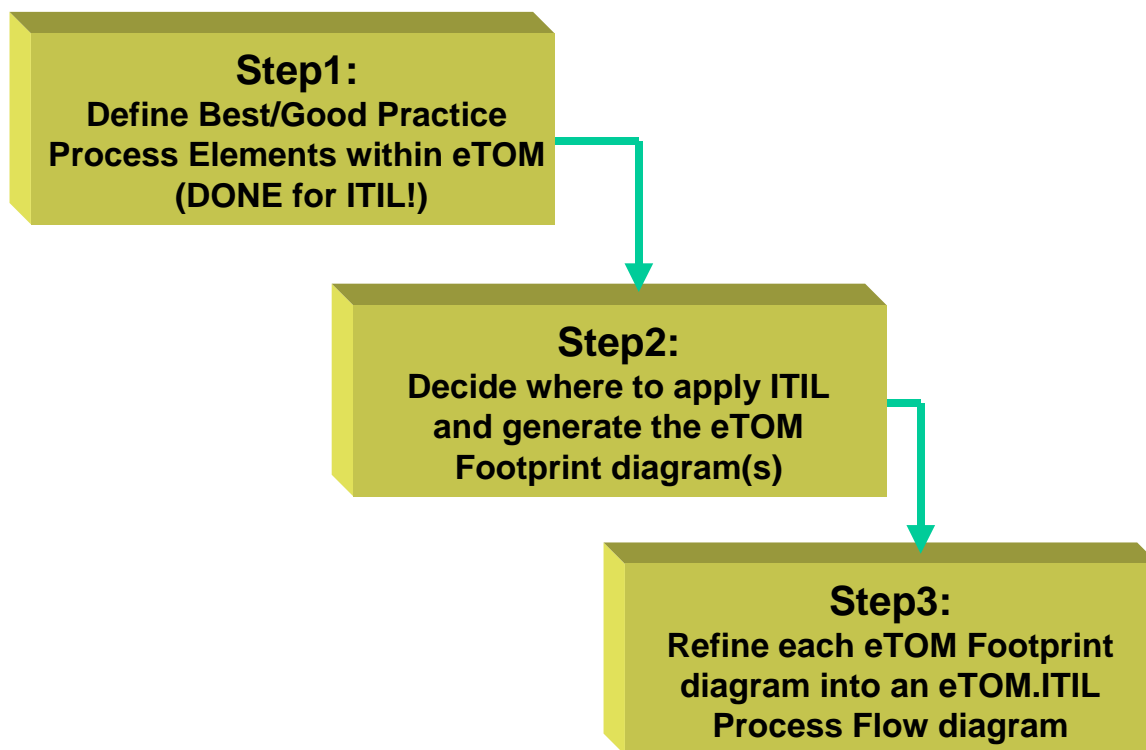 Step1:
Define Best/Good Practice
Process Elements within eTOM
(DONE for ITIL!)
Step2:
Decide where to apply ITIL
and generate the eTOM
Footprint diagram(s)
Step3:
Refine each eTOM Footprint
diagram into an eTOM.ITIL
Process Flow diagram